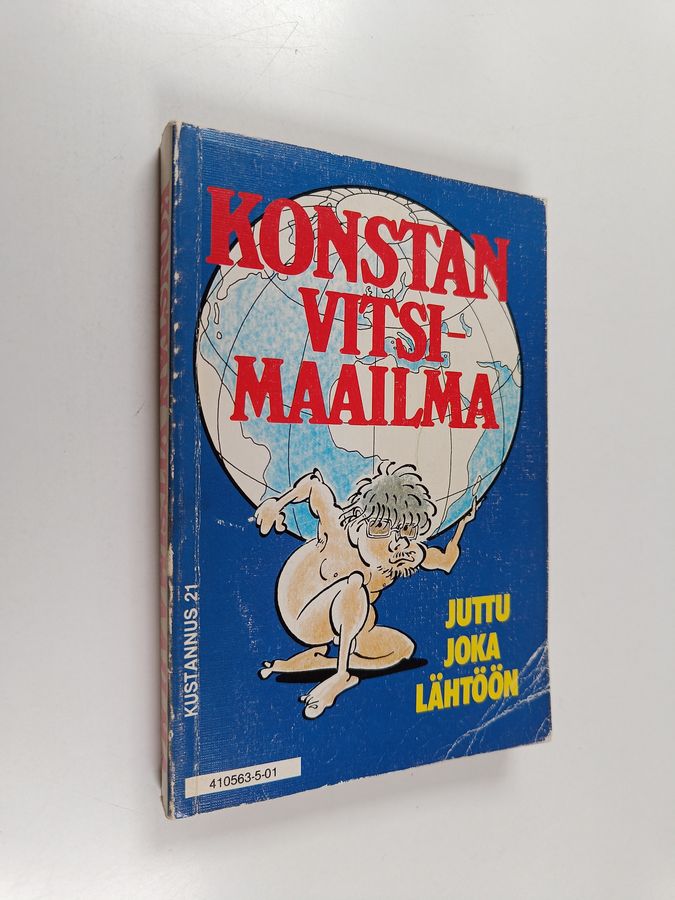 KONSTAN
VITSI-
MAAILMA
JUTTU
JOKA
LÄHTÖÖN
KUSTANNUS 21
410563-5-01